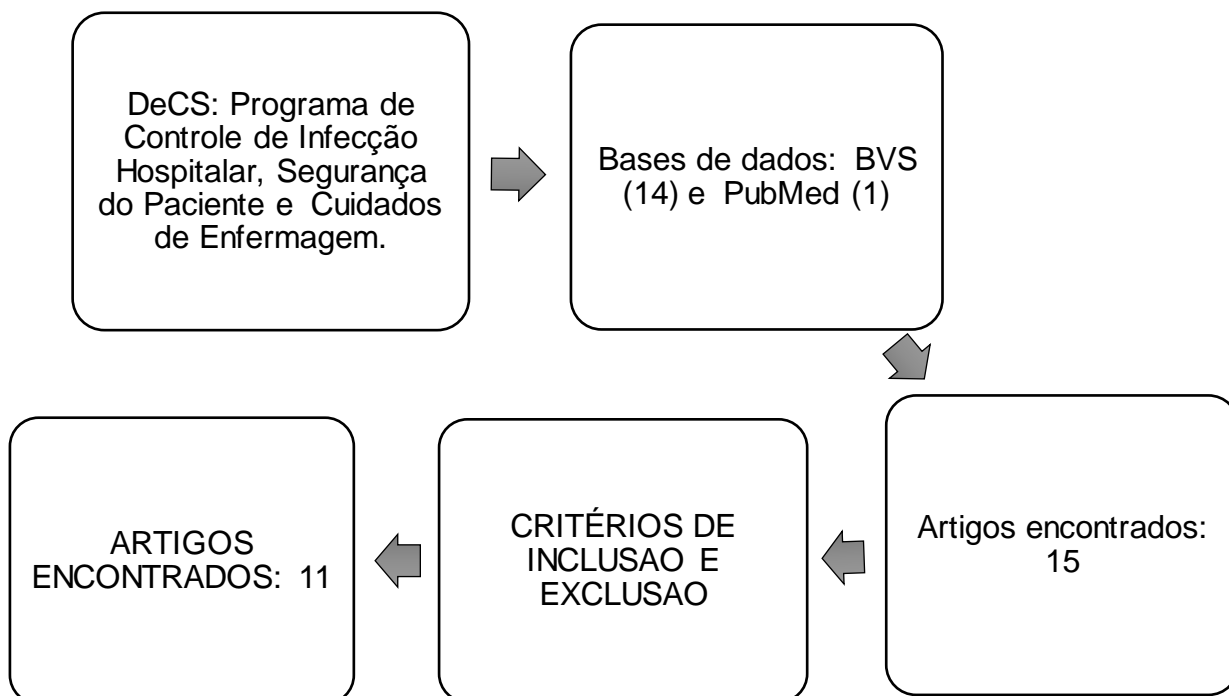 DeCS: Programa de
Controle de Infecção
Hospitalar, Segurança
do Paciente e Cuidados
de Enfermagem.
Bases de dados: BVS
(14) e PubMed (1)
Artigos encontrados:
15
CRITÉRIOS DE
INCLUSAO E
EXCLUSAO
ARTIGOS
ENCONTRADOS: 11